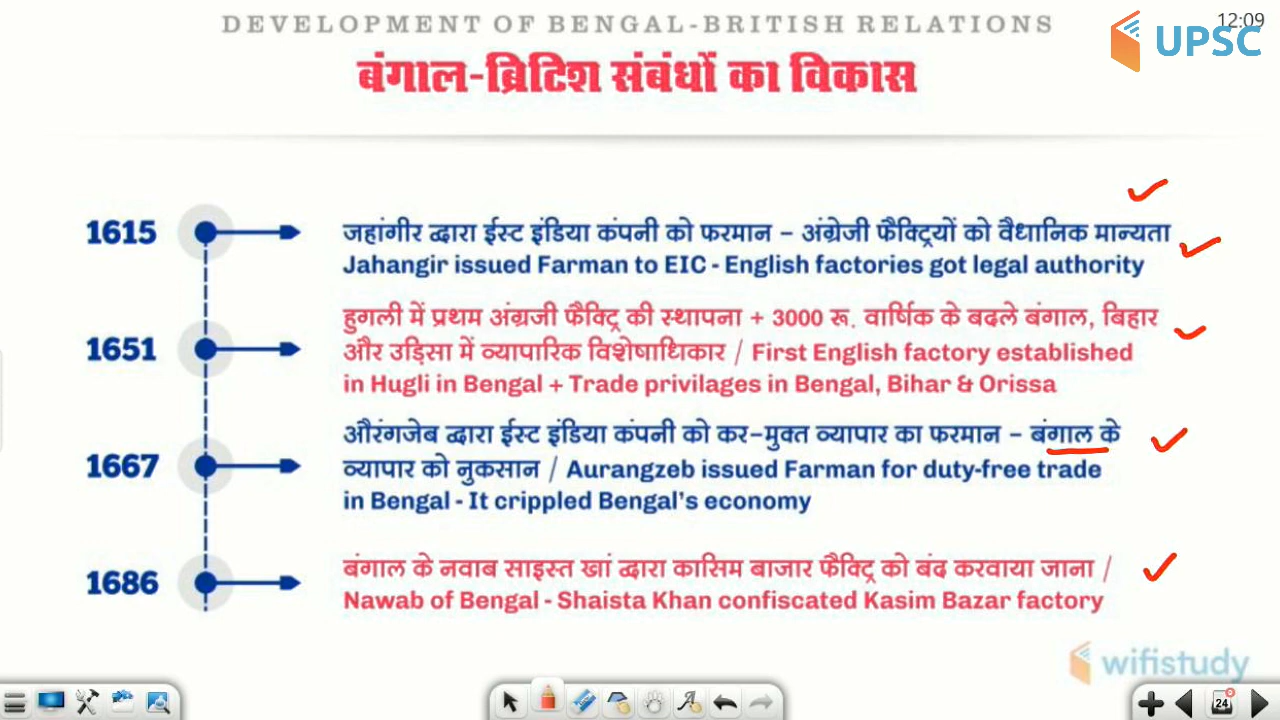 DEVELOPMENT OF BENGAL-BRITISH RELATIONS
12:09
UPSC
बंगाल-ब्रिटिश संबंधों का विकास
1615
जहांगीर द्वारा ईस्ट इंडिया कंपनी को फरमान – अंग्रेजी फैक्ट्रियों को वैधानिक मान्यता
Jahangir issued Farman to EIC - English factories got legal authority
1651
हुगली में प्रथम अंग्रजी फैक्ट्रि की स्थापना + 3000 रू. वार्षिक के बदले बंगाल, बिहार
और उड़िसा में व्यापारिक विशेषाधिकार / First English factory established
in Hugli in Bengal + Trade privilages in Bengal, Bihar & Orissa
1667
औरंगजेब द्वारा ईस्ट इंडिया कंपनी को कर-मुक्त व्यापार का फरमान – बंगाल के
व्यापार को नुकसान / Aurangzeb issued Farman for duty-free trade
in Bengal - It crippled Bengal's economy
1686
बंगाल के नवाब साइस्त खां द्वारा कासिम बाजार फैक्ट्रि को बंद करवाया जाना /
Nawab of Bengal - Shaista Khan confiscated Kasim Bazar factory
wifistudy
24